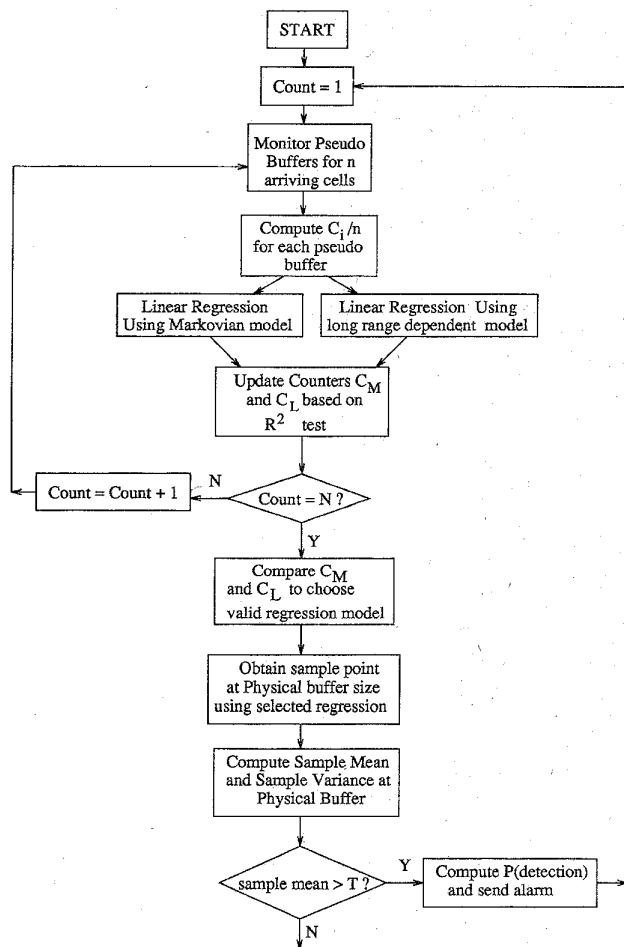 START
Count = 1
Monitor Pseudo
Buffers for n
arriving cells
Compute C_i/n
for each pseudo
buffer
Linear Regression
Using Markovian model
Linear Regression Using
long range dependent model
Update Counters C_M
and C_L based on
R^2 test
Count = N ?
N
Count = Count + 1
Y
Compare C_M
and C_L to choose
valid regression model
Obtain sample point
at Physical buffer size
using selected regression
Compute Sample Mean
and Sample Variance at
Physical Buffer
sample mean > T ?
Y
Compute P(detection)
and send alarm
N